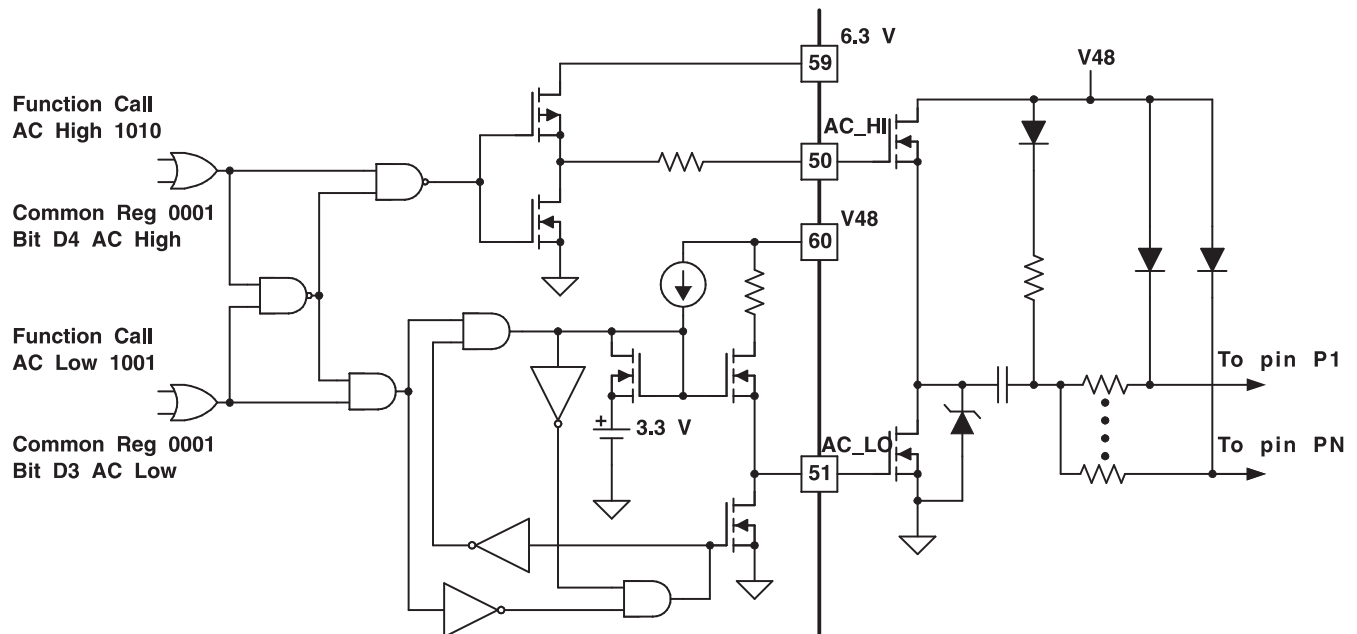 6.3 V
59
V48
Function Call
AC High 1010
AC_HI
50
Common Reg 0001
Bit D4 AC High
V48
60
Function Call
AC Low 1001
To pin P1
+
3.3 V
AC_LO
51
Common Reg 0001
Bit D3 AC Low
To pin PN